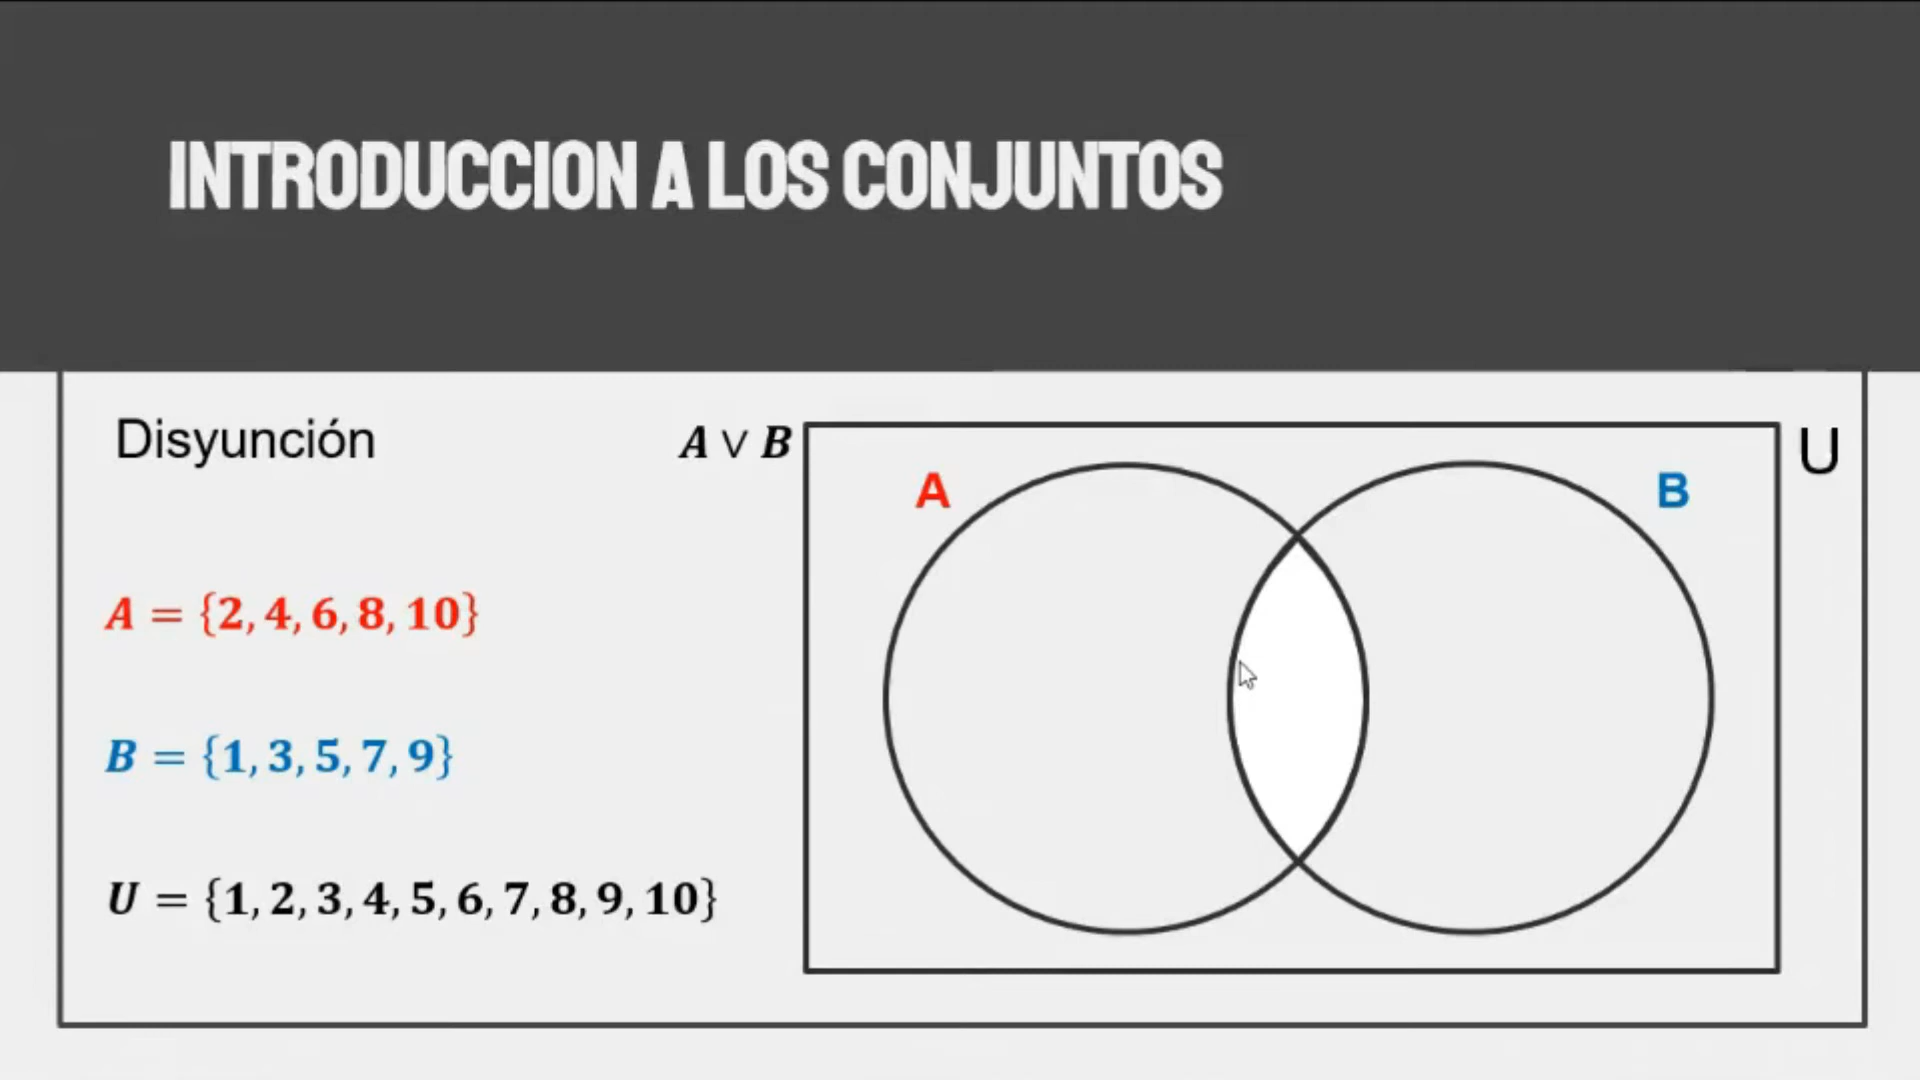 INTRODUCCION A LOS CONJUNTOS
Disyunción
A ∨ B
A = {2, 4, 6, 8, 10}
B = {1, 3, 5, 7, 9}
U = {1, 2, 3, 4, 5, 6, 7, 8, 9, 10}
A
B
U